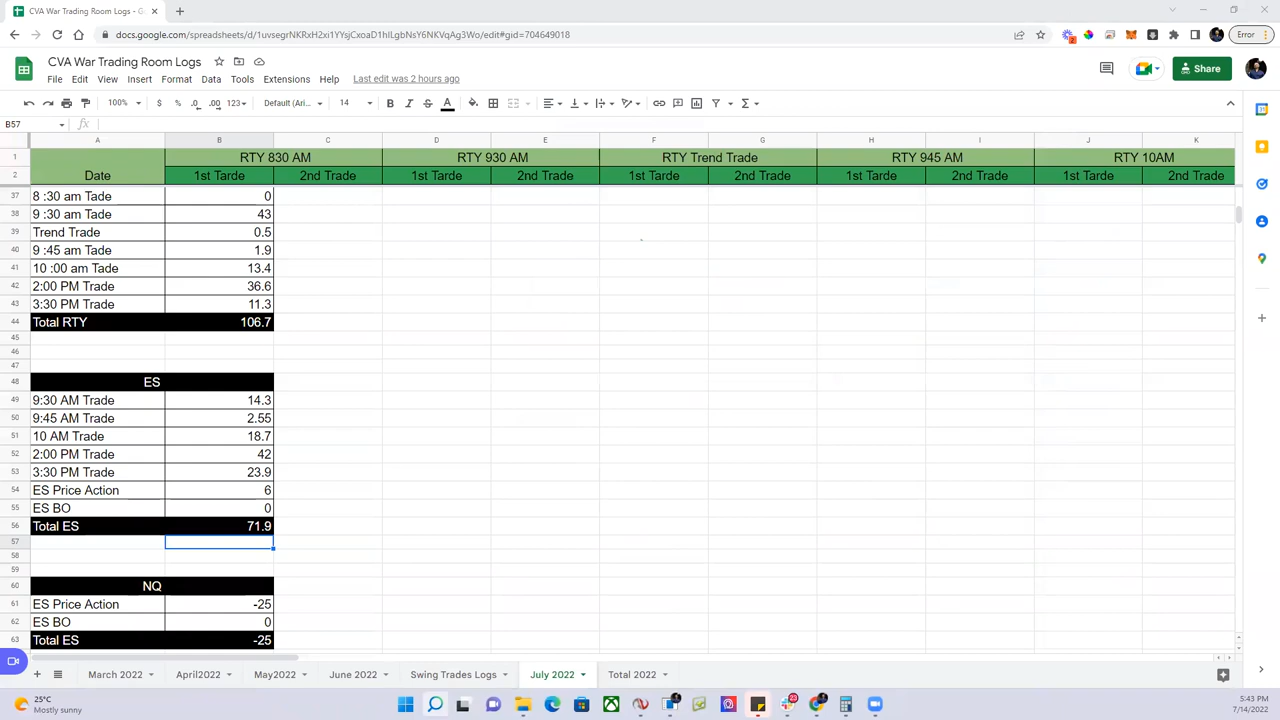 CVA War Trading Room Logs - G
docs.google.com/spreadsheets/d/1uvsegrNKRxH2xi1YYsjCxoaD1hlLgbNsY6NKVqAg3Wo/edit#gid=704649018
Error
CVA War Trading Room Logs
File Edit View Insert Format Data Tools Extensions Help Last edit was 2 hours ago
Share
100% $ % .0 .00 123 Default (Ari... 14 B I S A
B57 fx
A B C D E F G H I J K
1 RTY 830 AM RTY 930 AM RTY Trend Trade RTY 945 AM RTY 10AM
2 Date 1st Tarde 2nd Trade 1st Tarde 2nd Trade 1st Tarde 2nd Trade 1st Tarde 2nd Trade 1st Tarde 2nd Trade
37 8 :30 am Tade 0
38 9 :30 am Tade 43
39 Trend Trade 0.5
40 9 :45 am Tade 1.9
41 10 :00 am Tade 13.4
42 2:00 PM Trade 36.6
43 3:30 PM Trade 11.3
44 Total RTY 106.7
45
46
47
48 ES
49 9:30 AM Trade 14.3
50 9:45 AM Trade 2.55
51 10 AM Trade 18.7
52 2:00 PM Trade 42
53 3:30 PM Trade 23.9
54 ES Price Action 6
55 ES BO 0
56 Total ES 71.9
57
58
59
60 NQ
61 ES Price Action -25
62 ES BO 0
63 Total ES -25
March 2022 April2022 May2022 June 2022 Swing Trades Logs July 2022 Total 2022
25°C
Mostly sunny
5:43 PM
7/14/2022